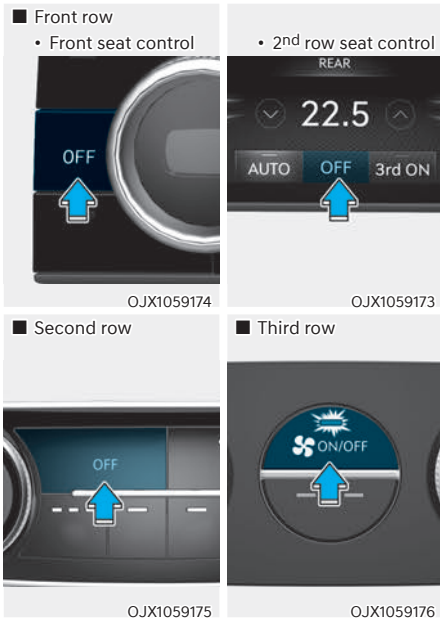 ■ Front row
• Front seat control
OFF
OJX1059174
• 2nd row seat control
REAR
22.5
AUTO OFF 3rd ON
OJX1059173
■ Second row
OFF
OJX1059175
■ Third row
ON/OFF
OJX1059176